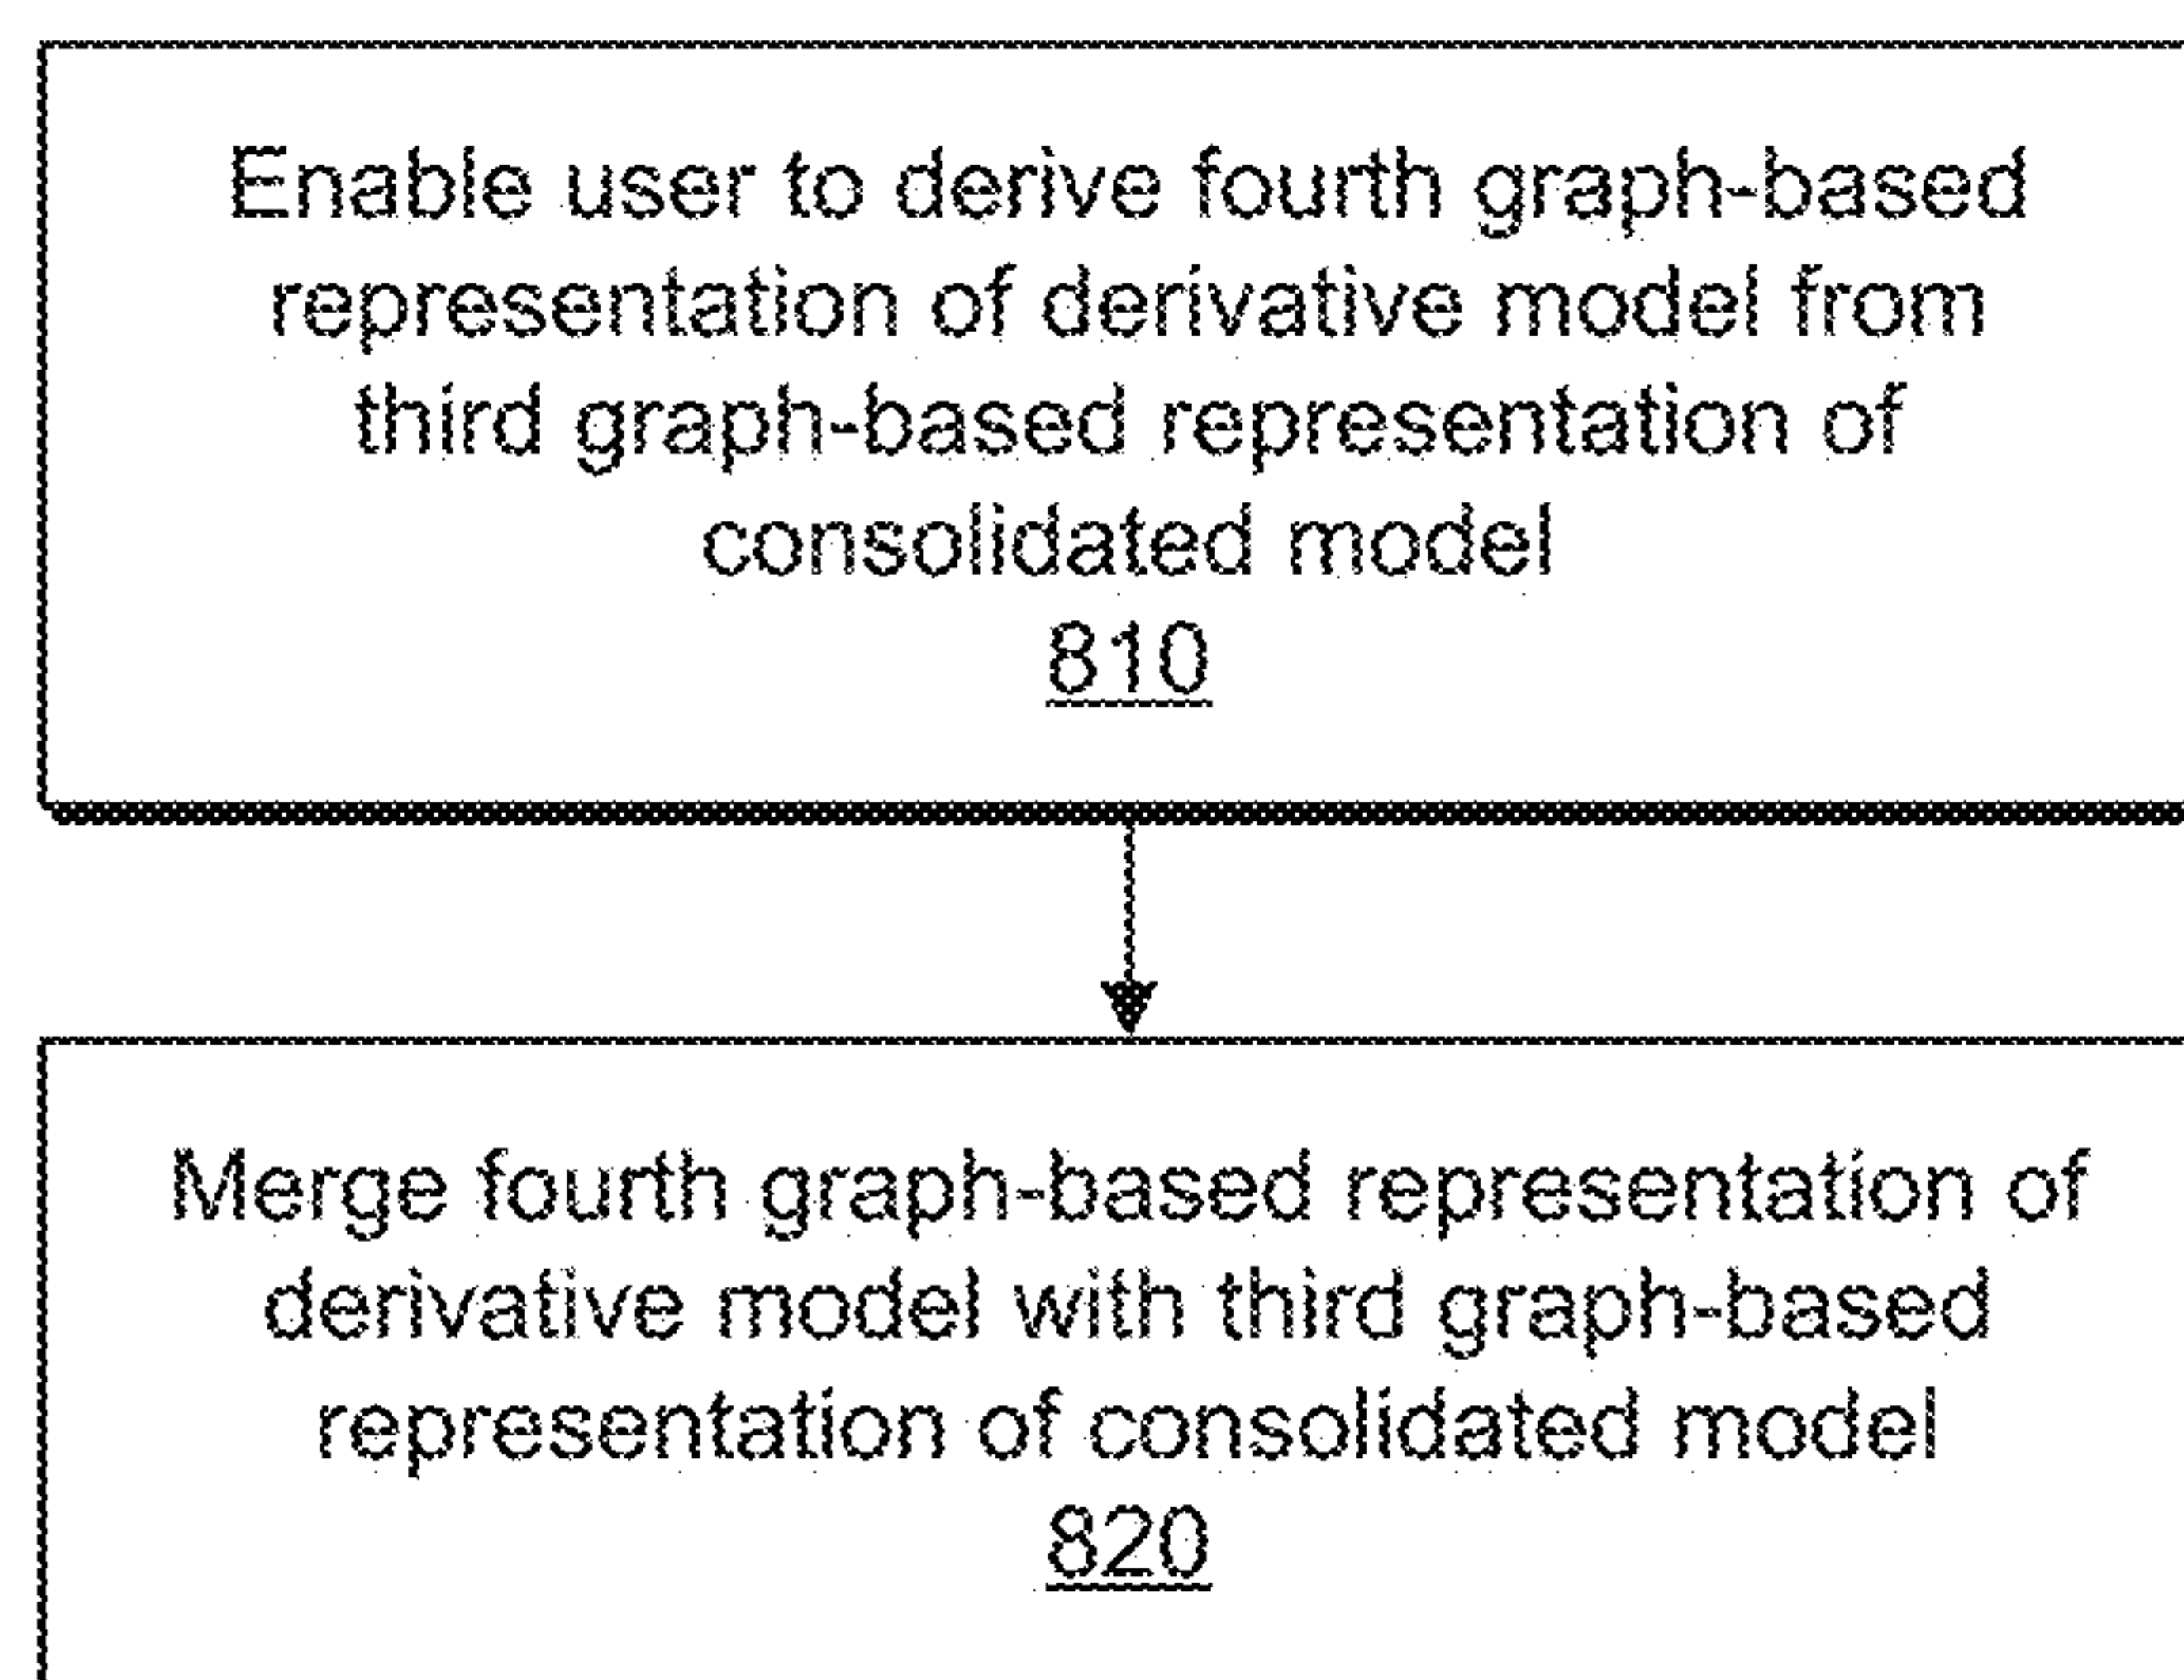 Enable user to derive fourth graph-based
representation of derivative model from
third graph-based representation of
consolidated model
810
Merge fourth graph-based representation of
derivative model with third graph-based
representation of consolidated model
820